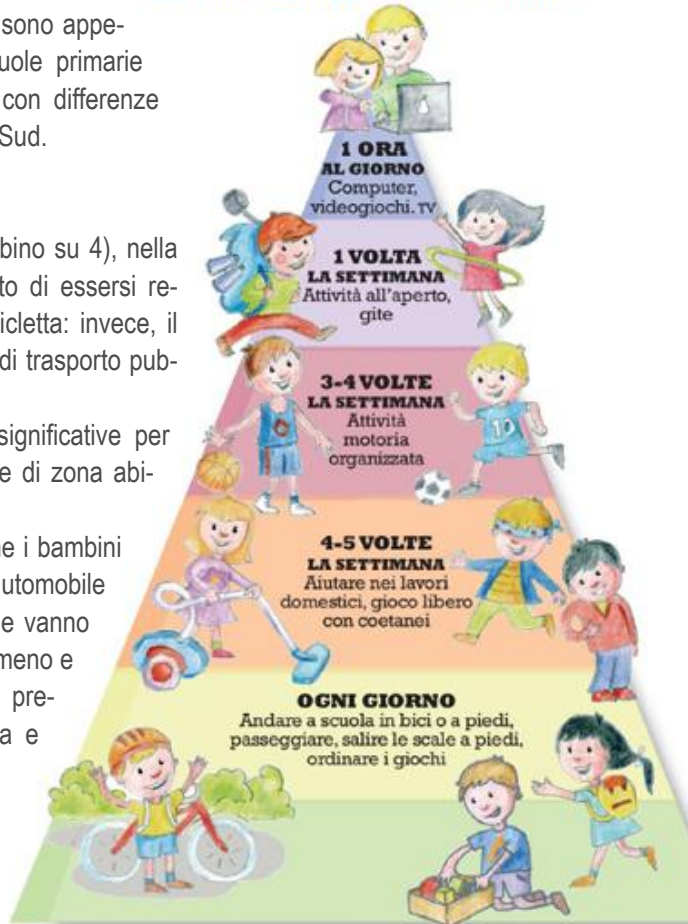 sono appe-
uole primarie
con differenze
Sud.
bino su 4), nella
to di essersi re-
icletta: invece, il
di trasporto pub-
significative per
e di zona abi-
ne i bambini
automobile
e vanno
meno e
pre-
a e
1 ORA
AL GIORNO
Computer,
videogiochi. TV
1 VOLTA
LA SETTIMANA
Attività all'aperto,
gite
3-4 VOLTE
LA SETTIMANA
Attività
motoria
organizzata
10
4-5 VOLTE
LA SETTIMANA
Aiutare nei lavori
domestici, gioco libero
con coetanei
OGNI GIORNO
Andare a scuola in bici o a piedi,
passeggiare, salire le scale a piedi,
ordinare i giochi